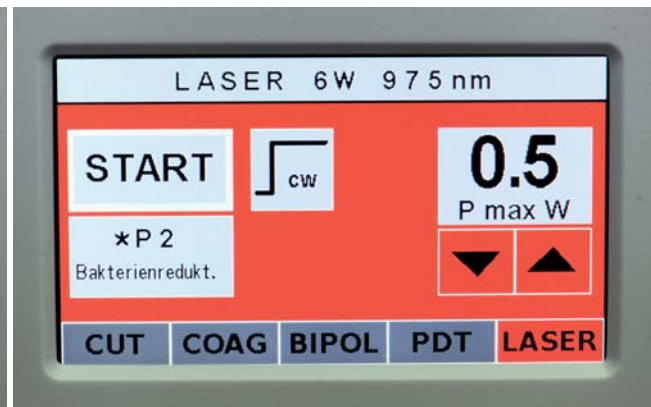 LASER 6W 975nm
START
cw
0.5
P max W
*P 2
Bakterienredukt.
CUT COAG BIPOL PDT LASER